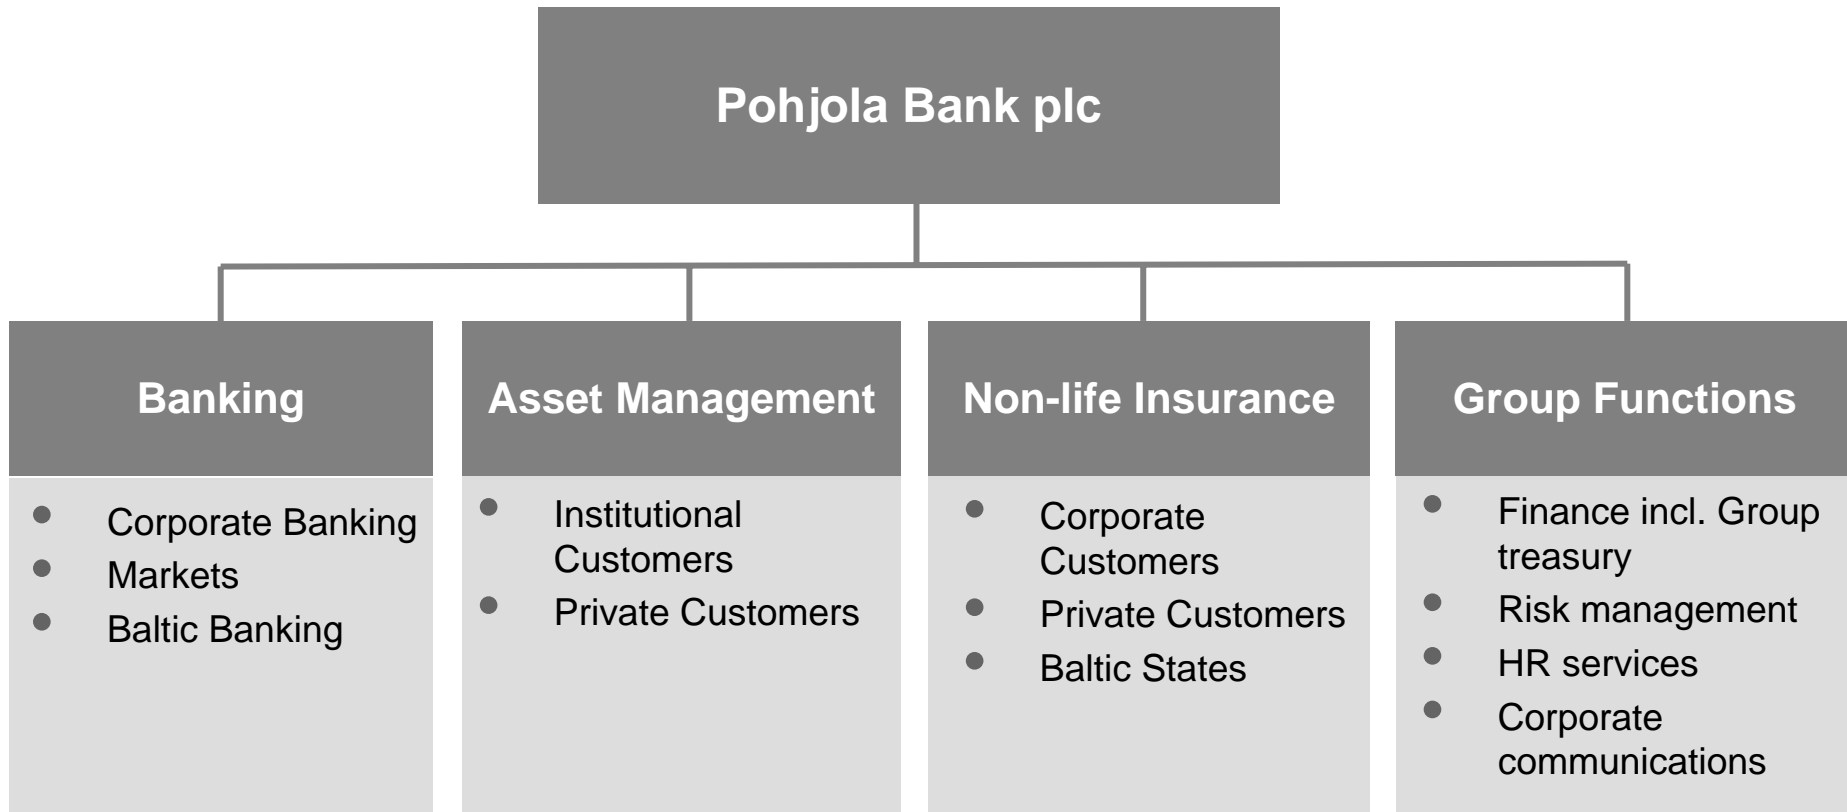 Pohjola Bank plc
Banking
Corporate Banking
Markets
Baltic Banking
Asset Management
Institutional
Customers
Private Customers
Non-life Insurance
Corporate
Customers
Private Customers
Baltic States
Group Functions
Finance incl. Group
treasury
Risk management
HR services
Corporate
communications